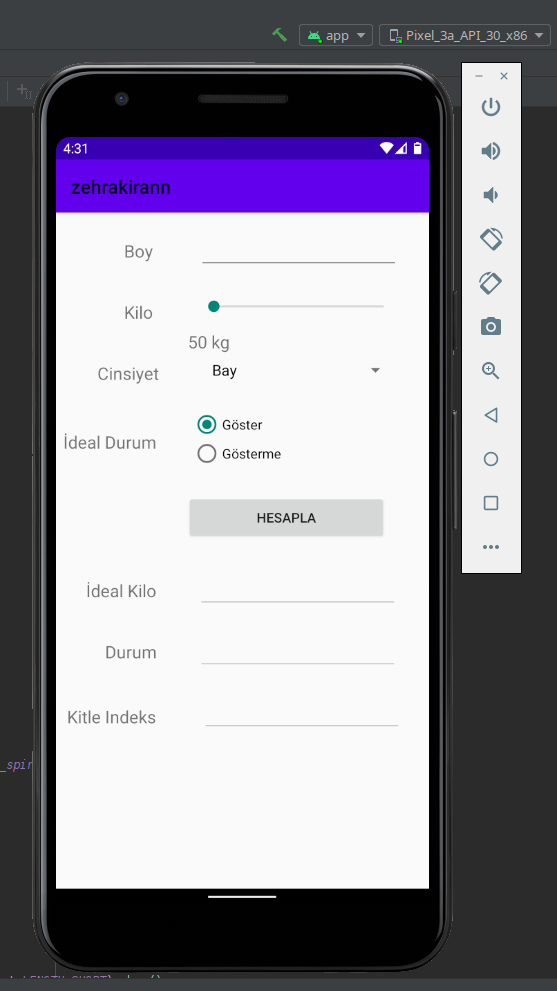 app
Pixel_3a_API_30_x86
4:31
zehrakirann
Boy
Kilo
50 kg
Cinsiyet
Bay
İdeal Durum
Göster
Gösterme
HESAPLA
İdeal Kilo
Durum
Kitle Indeks
_spin